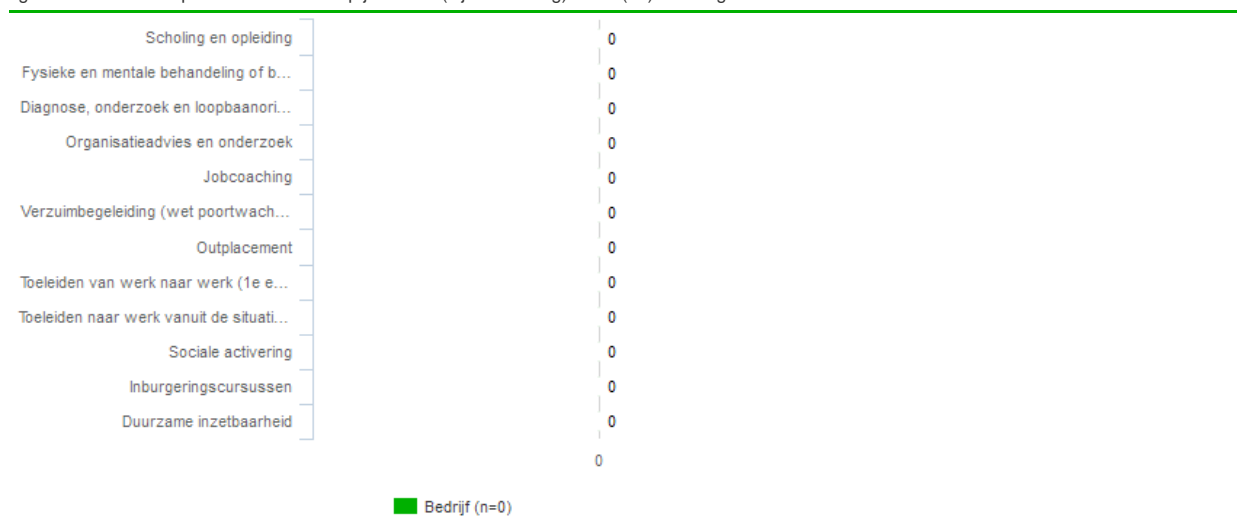 Scholing en opleiding 0
Fysieke en mentale behandeling of b... 0
Diagnose, onderzoek en loopbaanori... 0
Organisatieadvies en onderzoek 0
Jobcoaching 0
Verzuimbegeleiding (wet poortwach... 0
Outplacement 0
Toeleiden van werk naar werk (1e e... 0
Toeleiden naar werk vanuit de situati... 0
Sociale activering 0
Inburgeringscursussen 0
Duurzame inzetbaarheid 0
0
Bedrijf (n=0)